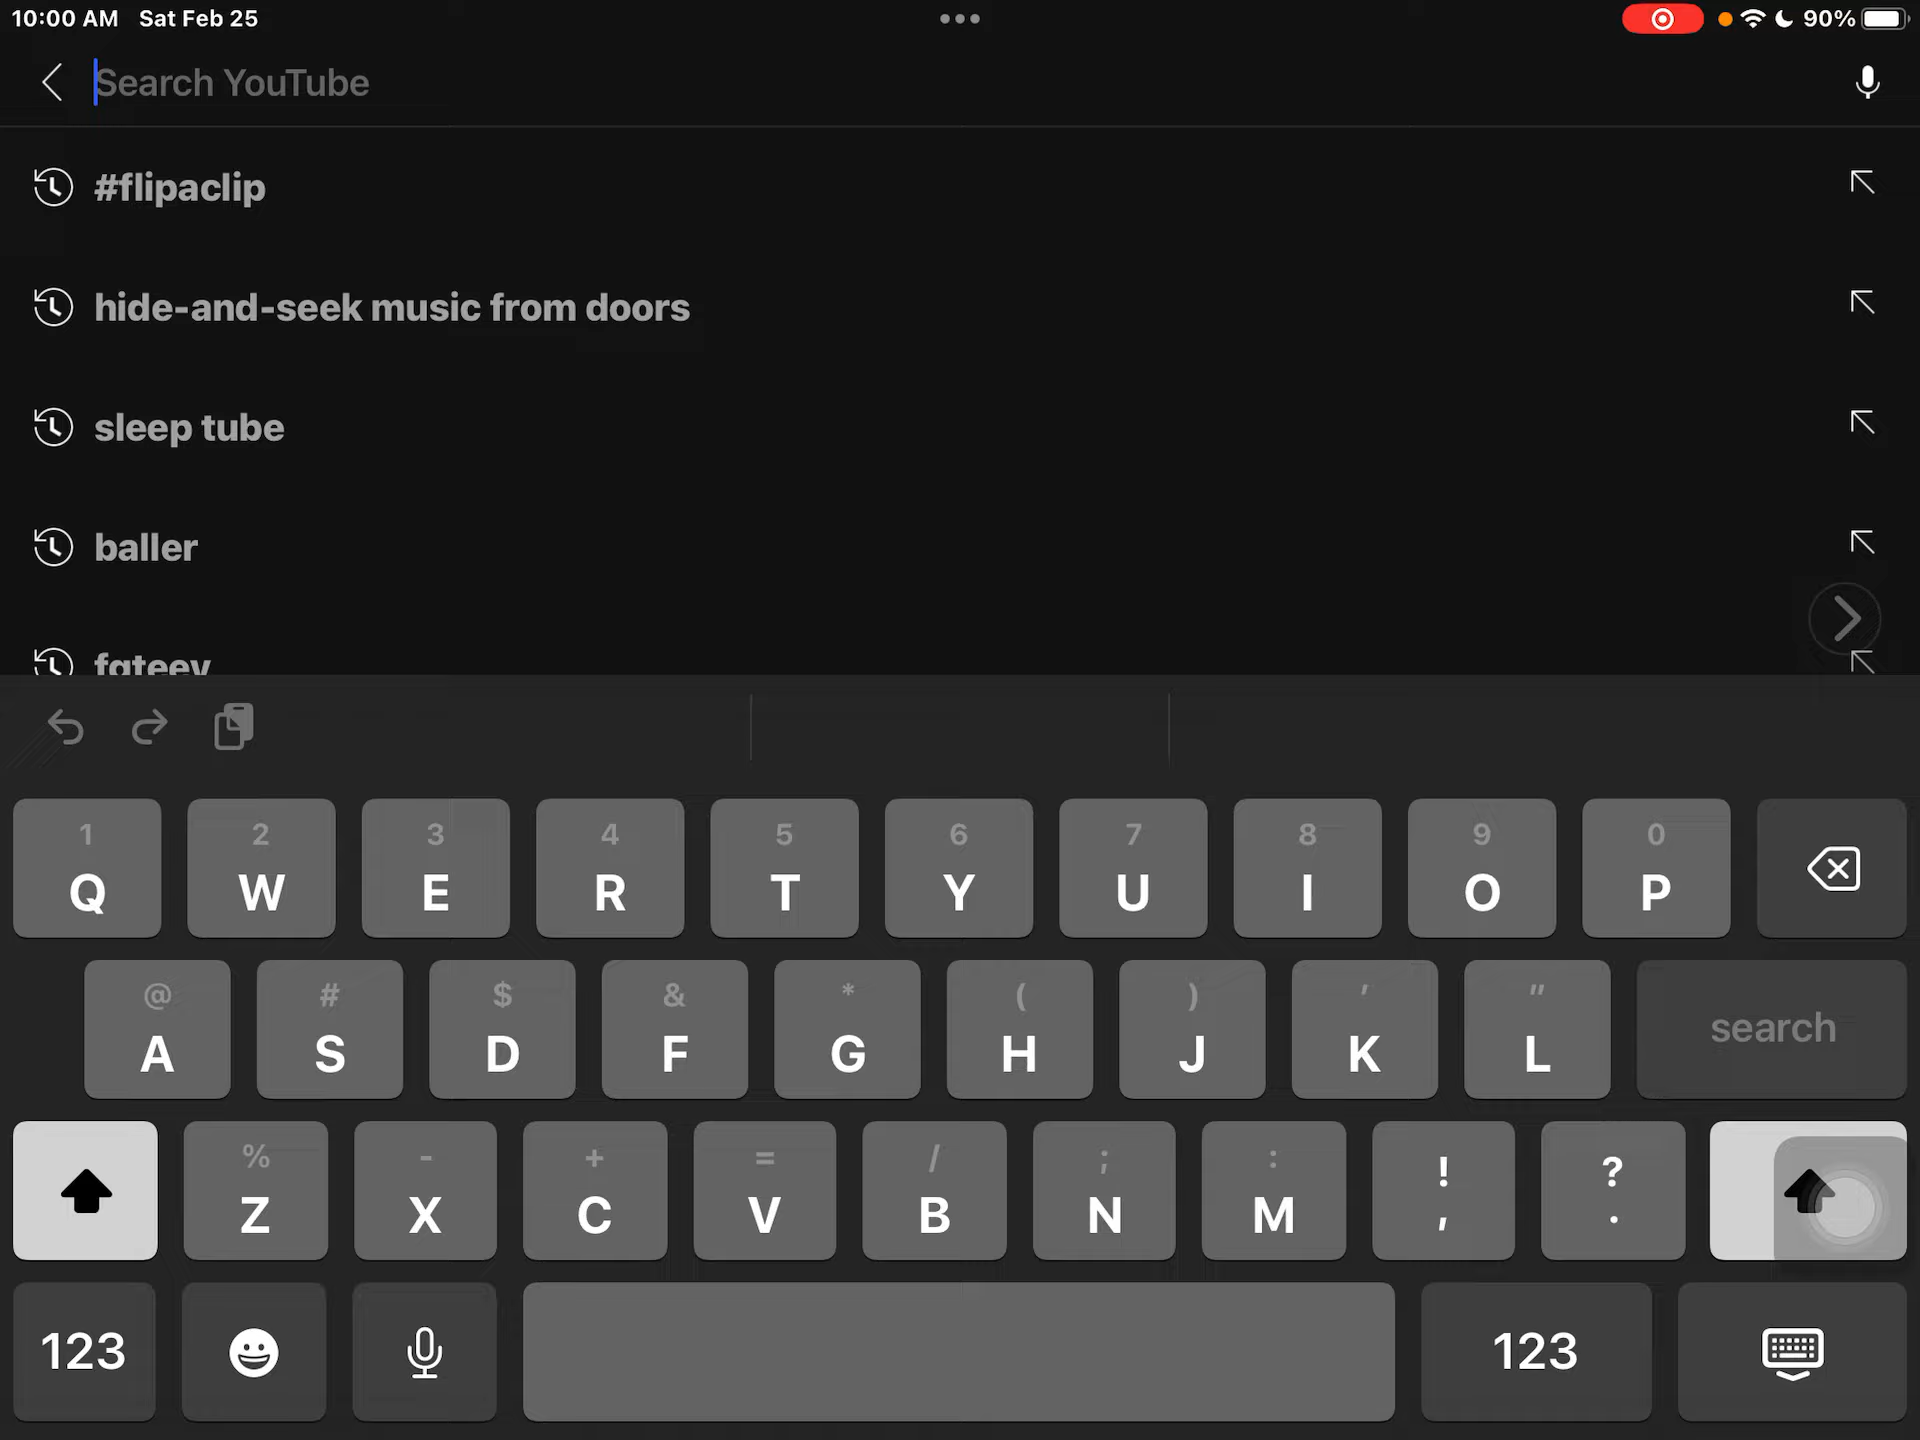 10:00 AM Sat Feb 25 90%
Search YouTube
#flipaclip
hide-and-seek music from doors
sleep tube
baller
fgteev
1 2 3 4 5 6 7 8 9 0
Q W E R T Y U I O P
@ # $ & * ( ) ' "
A S D F G H J K L search
% - + = / ; : ! ?
Z X C V B N M , .
123 123